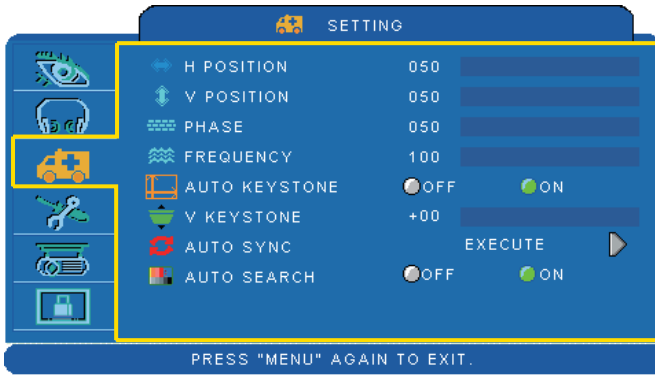 SETTING
H POSITION 050
V POSITION 050
PHASE 050
FREQUENCY 100
AUTO KEYSTONE OFF ON
V KEYSTONE +00
AUTO SYNC EXECUTE
AUTO SEARCH OFF ON
PRESS "MENU" AGAIN TO EXIT.